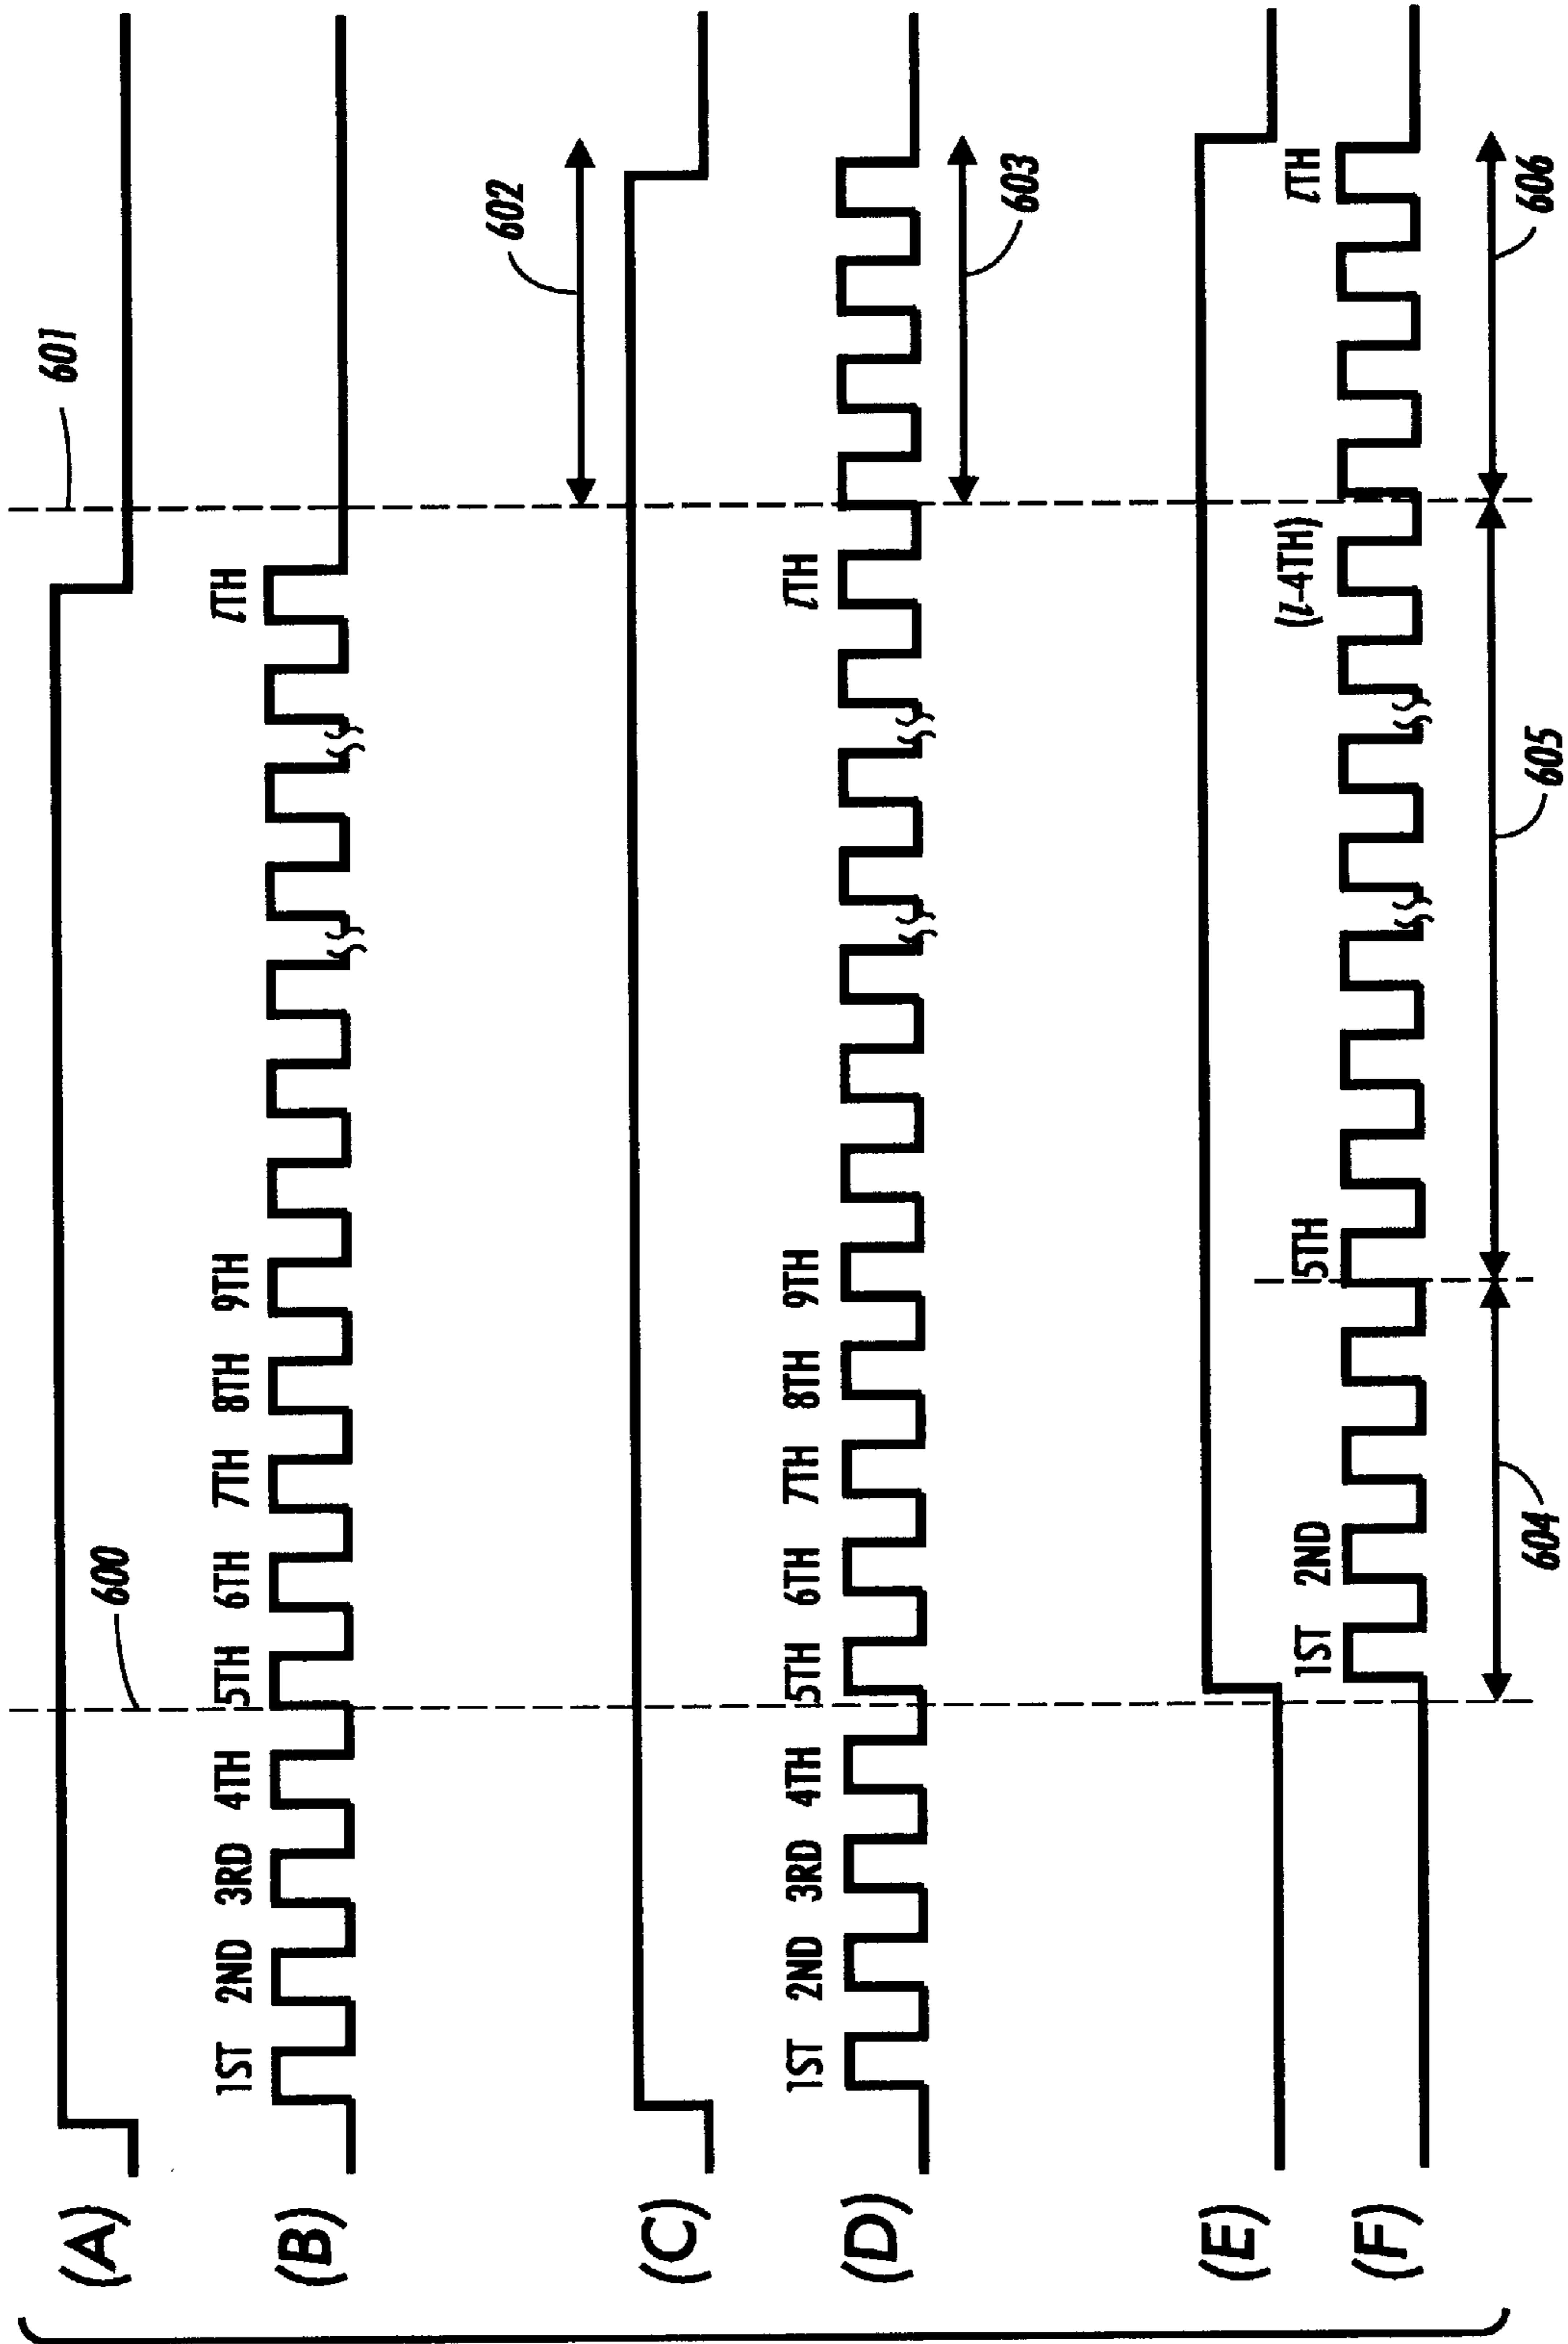 (A)
600
601
(B)
1ST 2ND 3RD 4TH 5TH 6TH 7TH 8TH 9TH lTH
(C)
602
(D)
1ST 2ND 3RD 4TH 5TH 6TH 7TH 8TH 9TH lTH
603
(E)
(F)
1ST 2ND 5TH (l-4TH) lTH
604
605
606